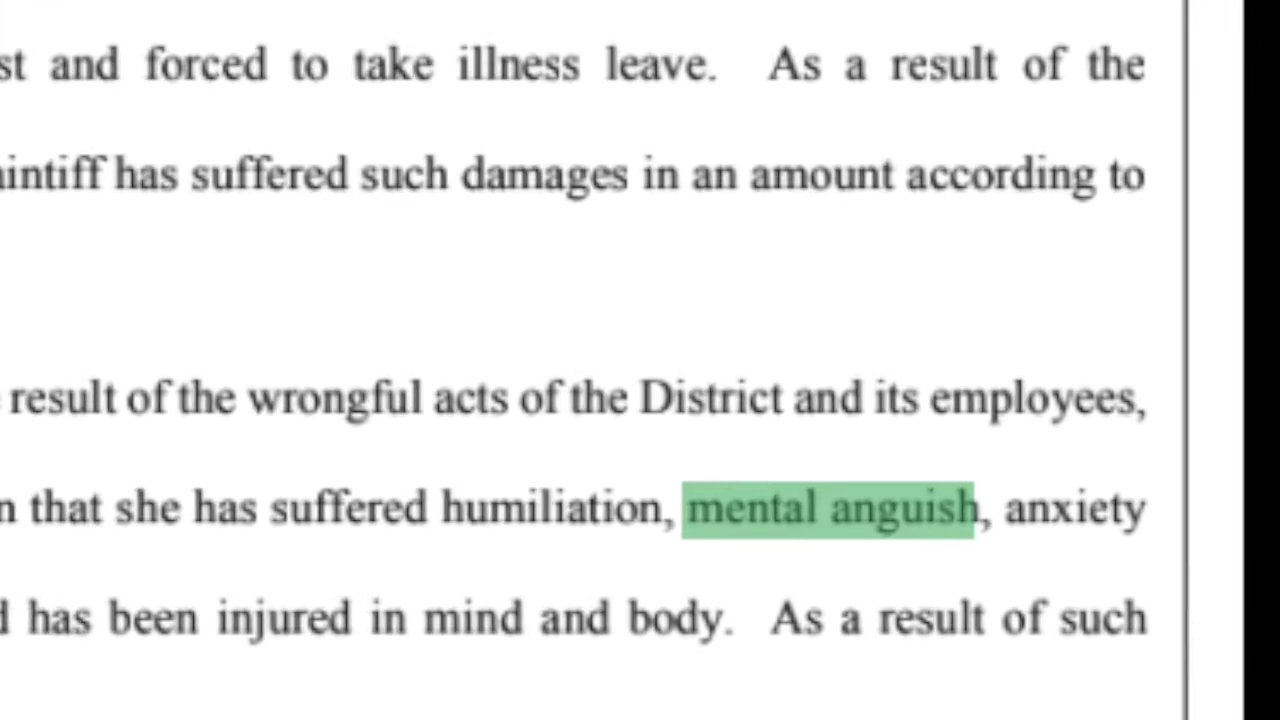 and forced to take illness leave. As a result of the
has suffered such damages in an amount according to
result of the wrongful acts of the District and its employees,
that she has suffered humiliation, mental anguish, anxiety
has been injured in mind and body. As a result of such